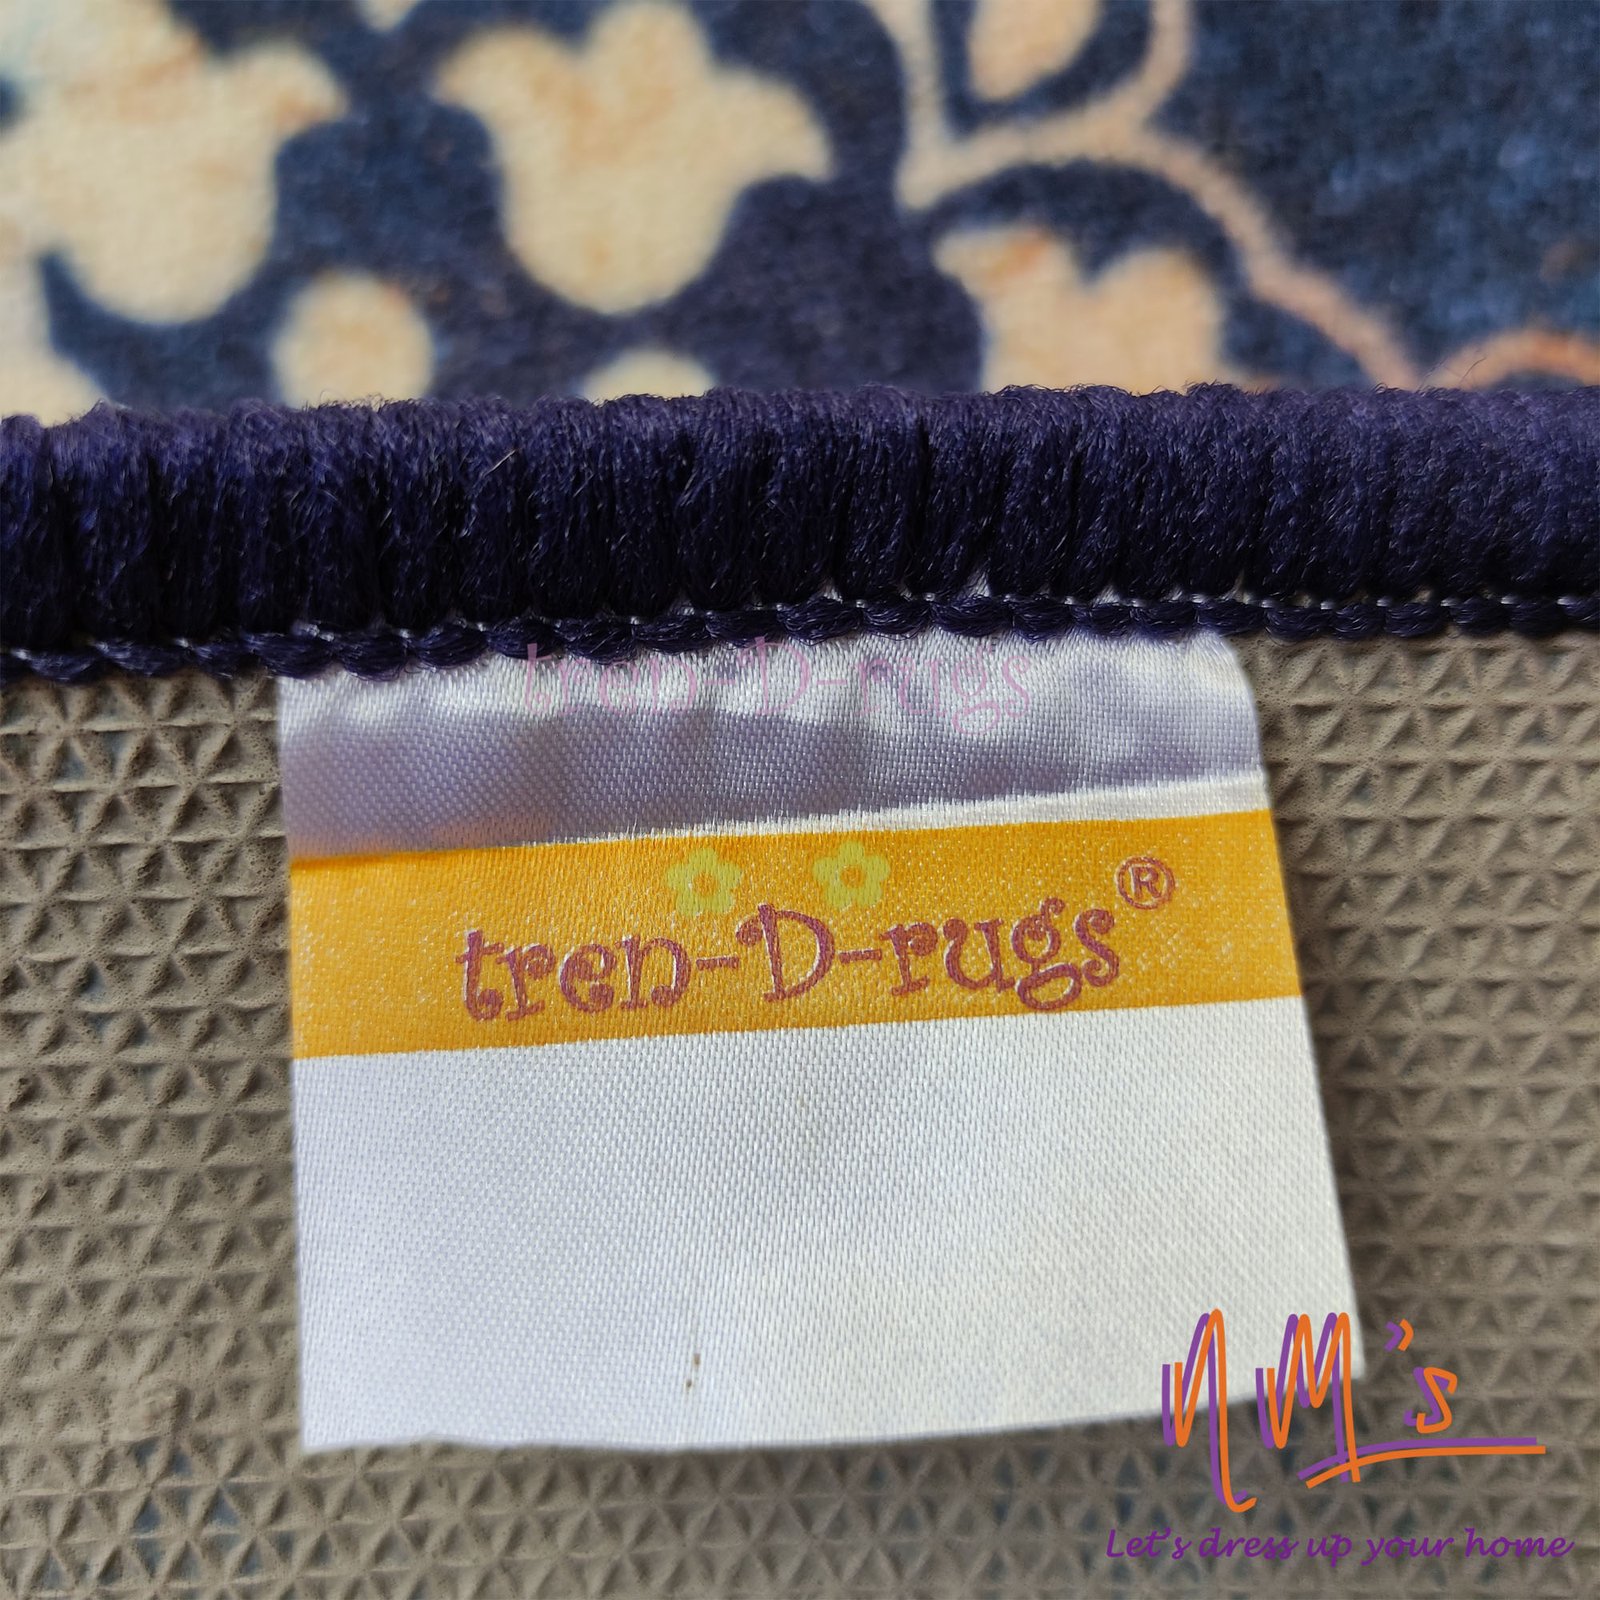 tren-D-rugs
tren-D-rugs®
NM's
Let's dress up your home